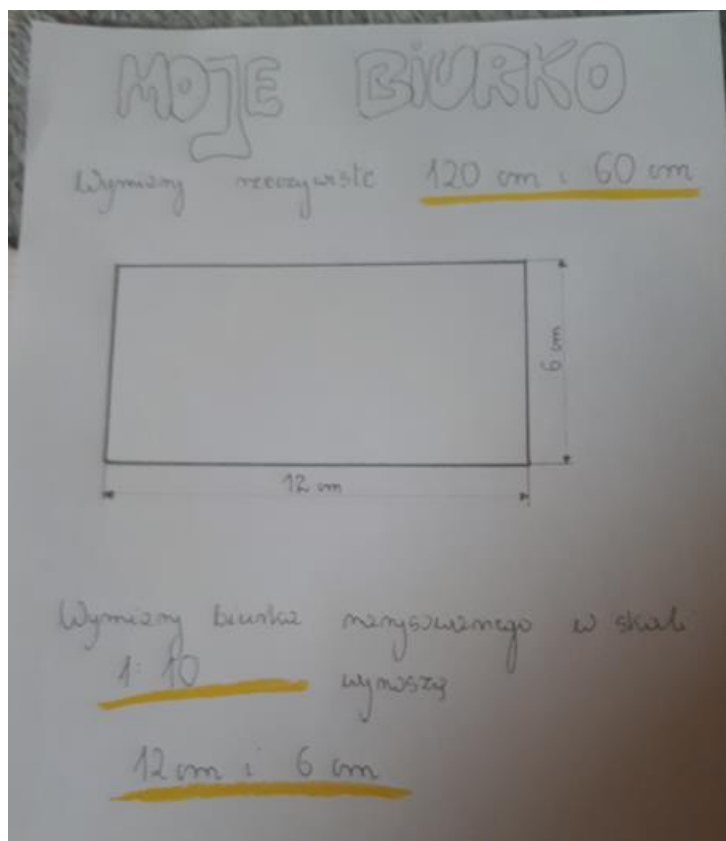 MOJE BIURKO
Wymiary rzeczywiste 120 cm i 60 cm
6 cm
12 cm
Wymiary biurka narysowanego w skali
1:10 wynoszą
12 cm i 6 cm